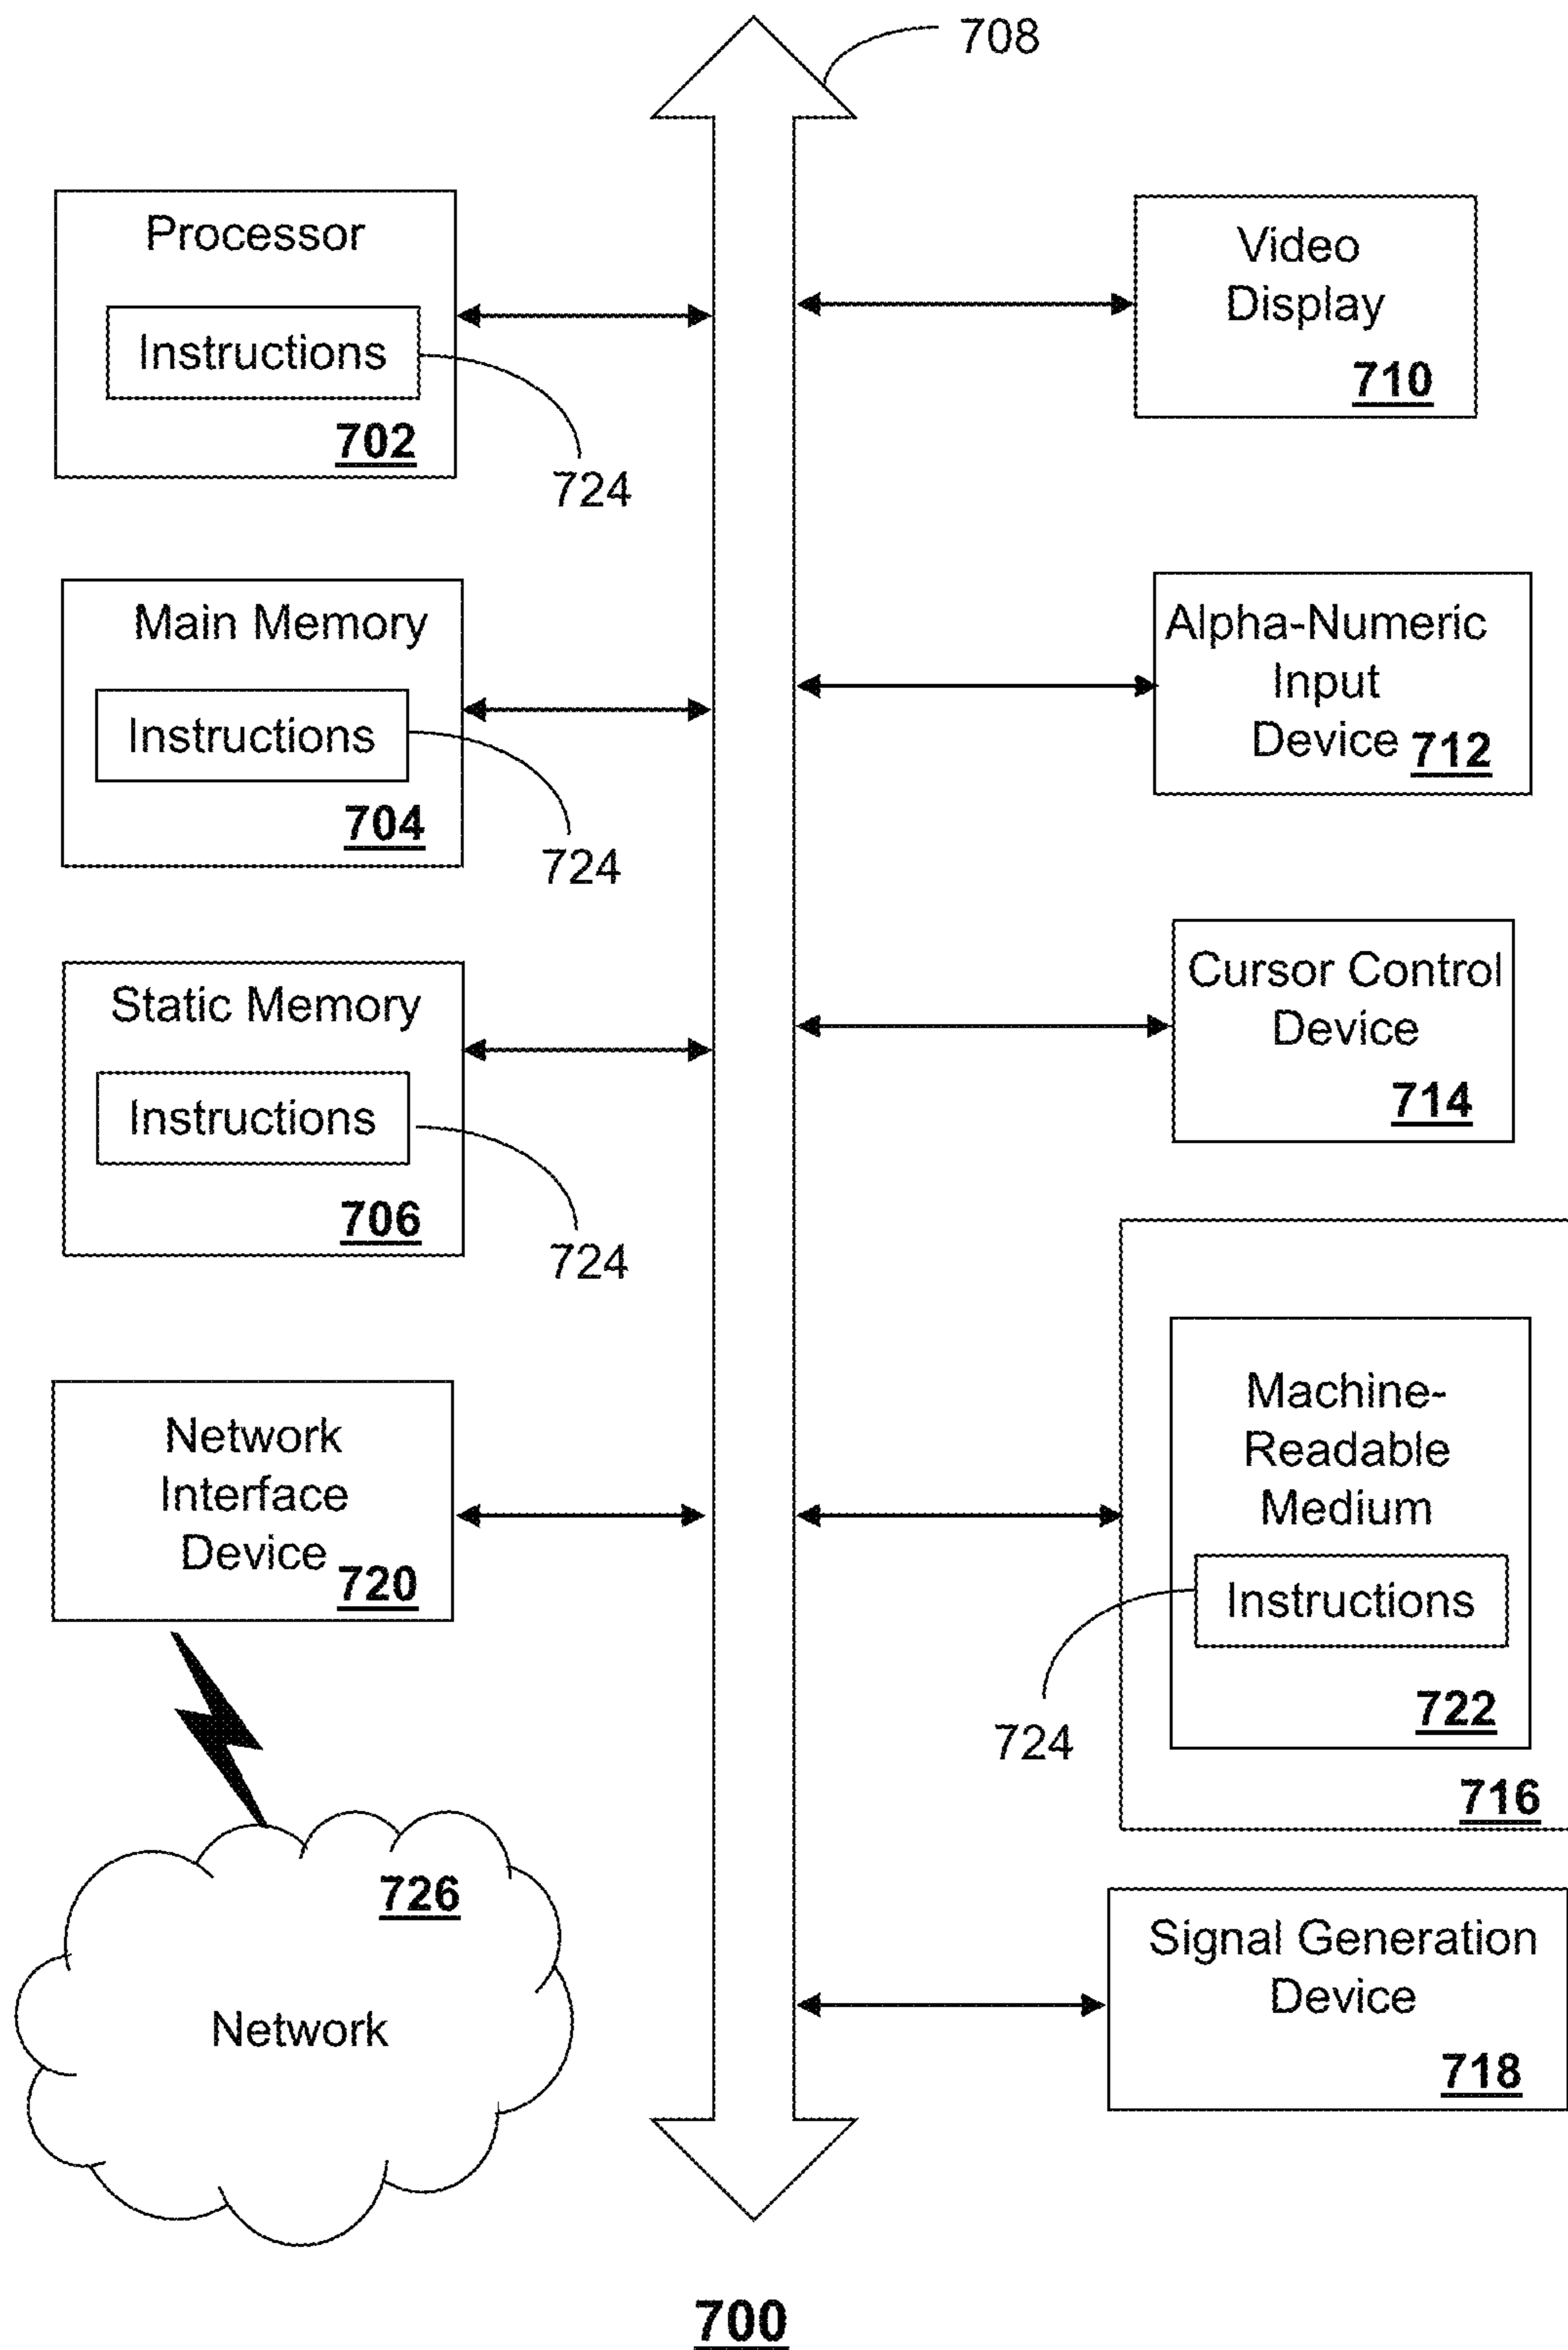 708
Processor
Instructions
702
724
Main Memory
Instructions
704
724
Static Memory
Instructions
706
724
Network
Interface
Device
720
726
Network
Video
Display
710
Alpha-Numeric
Input
Device 712
Cursor Control
Device
714
Machine-
Readable
Medium
Instructions
724
722
716
Signal Generation
Device
718
700